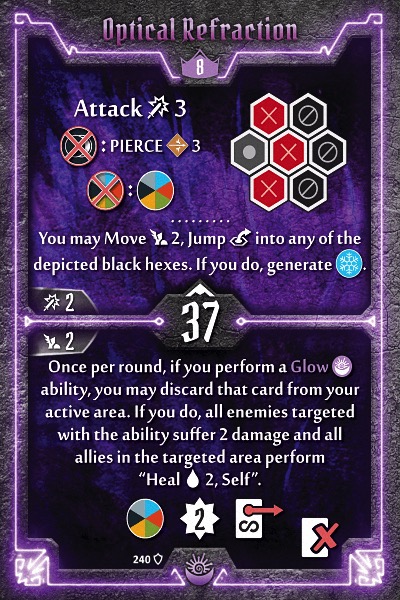 Optical Refraction
8
Attack 3
: PIERCE 3
:
You may Move 2, Jump into any of the
depicted black hexes. If you do, generate .
2
37
2
Once per round, if you perform a Glow
ability, you may discard that card from your
active area. If you do, all enemies targeted
with the ability suffer 2 damage and all
allies in the targeted area perform
“Heal 2, Self”.
2
S
240